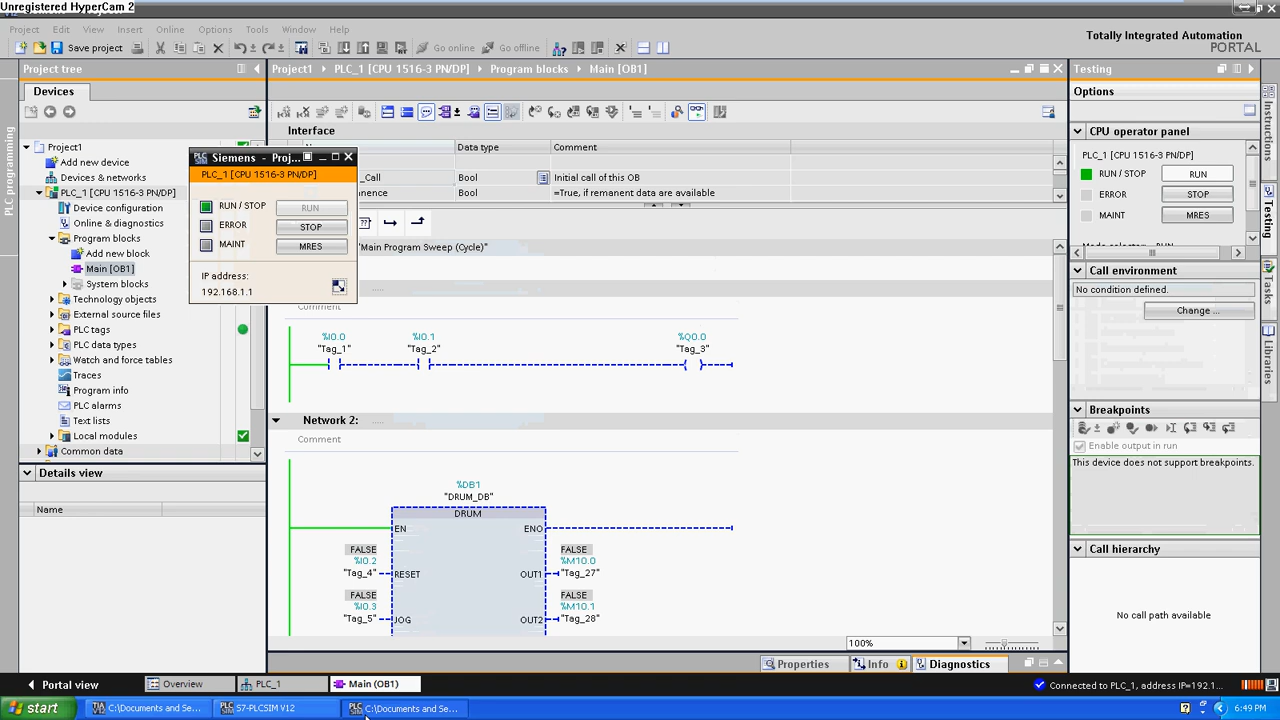 Unregistered HyperCam 2
Project Edit View Insert Online Options Tools Window Help
Save project
Go online
Go offline
Totally Integrated Automation
PORTAL
Project tree
Project1 PLC_1 [CPU 1516-3 PN/DP] Program blocks Main [OB1]
Testing
Devices
Options
PLC programming
Interface
Data type
Comment
_Call Bool Initial call of this OB
nence Bool =True, if remanent data are available
Project1
Add new device
Devices & networks
PLC_1 [CPU 1516-3 PN/DP]
Device configuration
Online & diagnostics
Program blocks
Add new block
Main [OB1]
System blocks
Technology objects
External source files
PLC tags
PLC data types
Watch and force tables
Traces
Program info
PLC alarms
Text lists
Local modules
Common data
Details view
Name
PLC SIM
Siemens - Proj...
PLC_1 [CPU 1516-3 PN/DP]
RUN / STOP RUN
ERROR STOP
MAINT MRES
IP address:
192.168.1.1
"Main Program Sweep (Cycle)"
.....
Comment
%I0.0 %I0.1 %Q0.0
"Tag_1" "Tag_2" "Tag_3"
Network 2: .....
Comment
%DB1
"DRUM_DB"
DRUM
EN ENO
FALSE FALSE
%I0.2 %M10.0
"Tag_4" RESET OUT1 "Tag_27"
FALSE FALSE
%I0.3 %M10.1
"Tag_5" JOG OUT2 "Tag_28"
100%
Properties Info Diagnostics
CPU operator panel
PLC_1 [CPU 1516-3 PN/DP]
RUN / STOP RUN
ERROR STOP
MAINT MRES
Call environment
No condition defined.
Change ...
Breakpoints
Enable output in run
This device does not support breakpoints.
Call hierarchy
No call path available
Instructions
Testing
Tasks
Libraries
Portal view Overview PLC_1 Main (OB1)
Connected to PLC_1, address IP=192.1...
start C:\Documents and Se... S7-PLCSIM V12 C:\Documents and Se... 6:49 PM